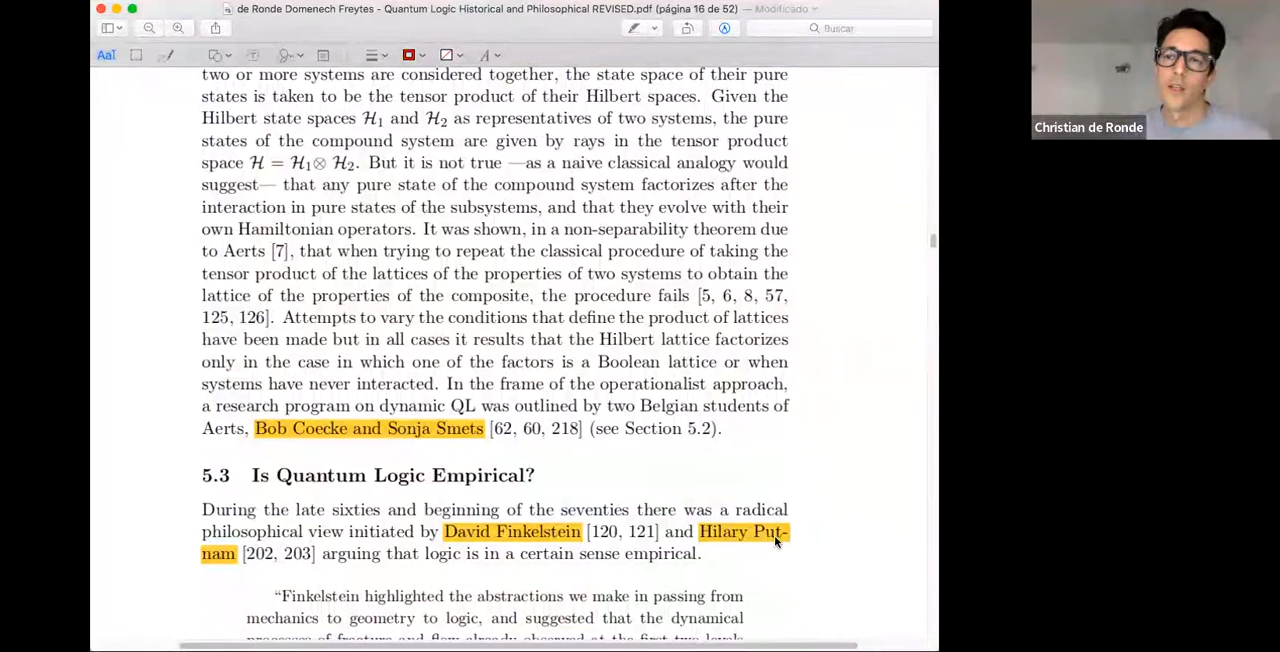 de Ronde Domenech Freytes - Quantum Logic Historical and Philosophical REVISED.pdf (página 16 de 52) — Modificado
Buscar
AaI
two or more systems are considered together, the state space of their pure
states is taken to be the tensor product of their Hilbert spaces. Given the
Hilbert state spaces ℋ₁ and ℋ₂ as representatives of two systems, the pure
states of the compound system are given by rays in the tensor product
space ℋ = ℋ₁⊗ ℋ₂. But it is not true —as a naive classical analogy would
suggest— that any pure state of the compound system factorizes after the
interaction in pure states of the subsystems, and that they evolve with their
own Hamiltonian operators. It was shown, in a non-separability theorem due
to Aerts [7], that when trying to repeat the classical procedure of taking the
tensor product of the lattices of the properties of two systems to obtain the
lattice of the properties of the composite, the procedure fails [5, 6, 8, 57,
125, 126]. Attempts to vary the conditions that define the product of lattices
have been made but in all cases it results that the Hilbert lattice factorizes
only in the case in which one of the factors is a Boolean lattice or when
systems have never interacted. In the frame of the operationalist approach,
a research program on dynamic QL was outlined by two Belgian students of
Aerts, Bob Coecke and Sonja Smets [62, 60, 218] (see Section 5.2).
5.3 Is Quantum Logic Empirical?
During the late sixties and beginning of the seventies there was a radical
philosophical view initiated by David Finkelstein [120, 121] and Hilary Put-
nam [202, 203] arguing that logic is in a certain sense empirical.
“Finkelstein highlighted the abstractions we make in passing from
mechanics to geometry to logic, and suggested that the dynamical
processes of fracture and flow already observed at the first two levels
Christian de Ronde